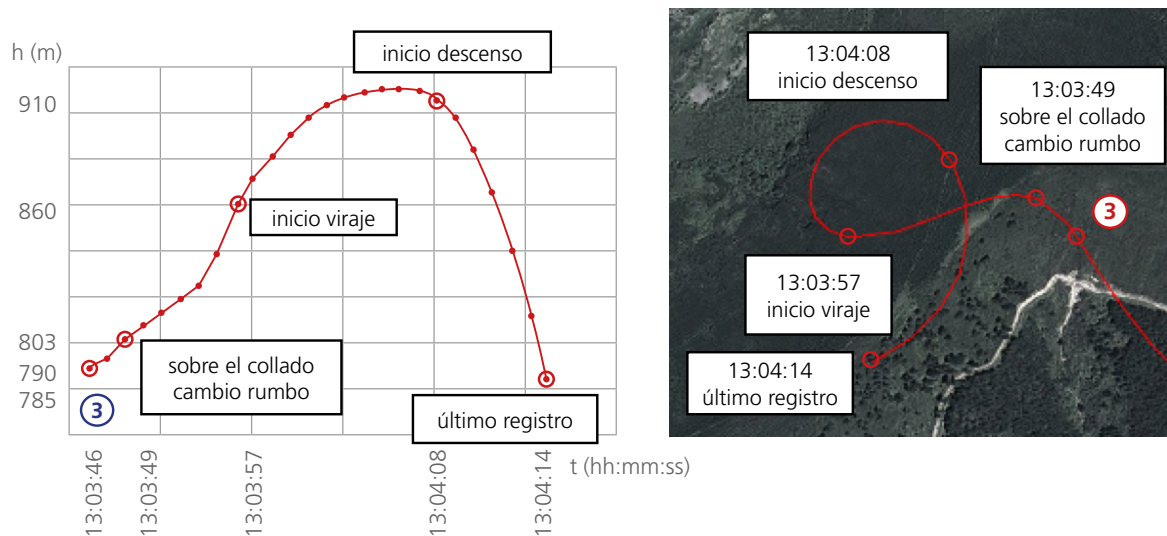 h (m)
910
860
803
790
785
inicio descenso
inicio viraje
sobre el collado
cambio rumbo
último registro
3
13:03:46
13:03:49
13:03:57
13:04:08
13:04:14
t (hh:mm:ss)
13:04:08
inicio descenso
13:03:49
sobre el collado
cambio rumbo
3
13:03:57
inicio viraje
13:04:14
último registro